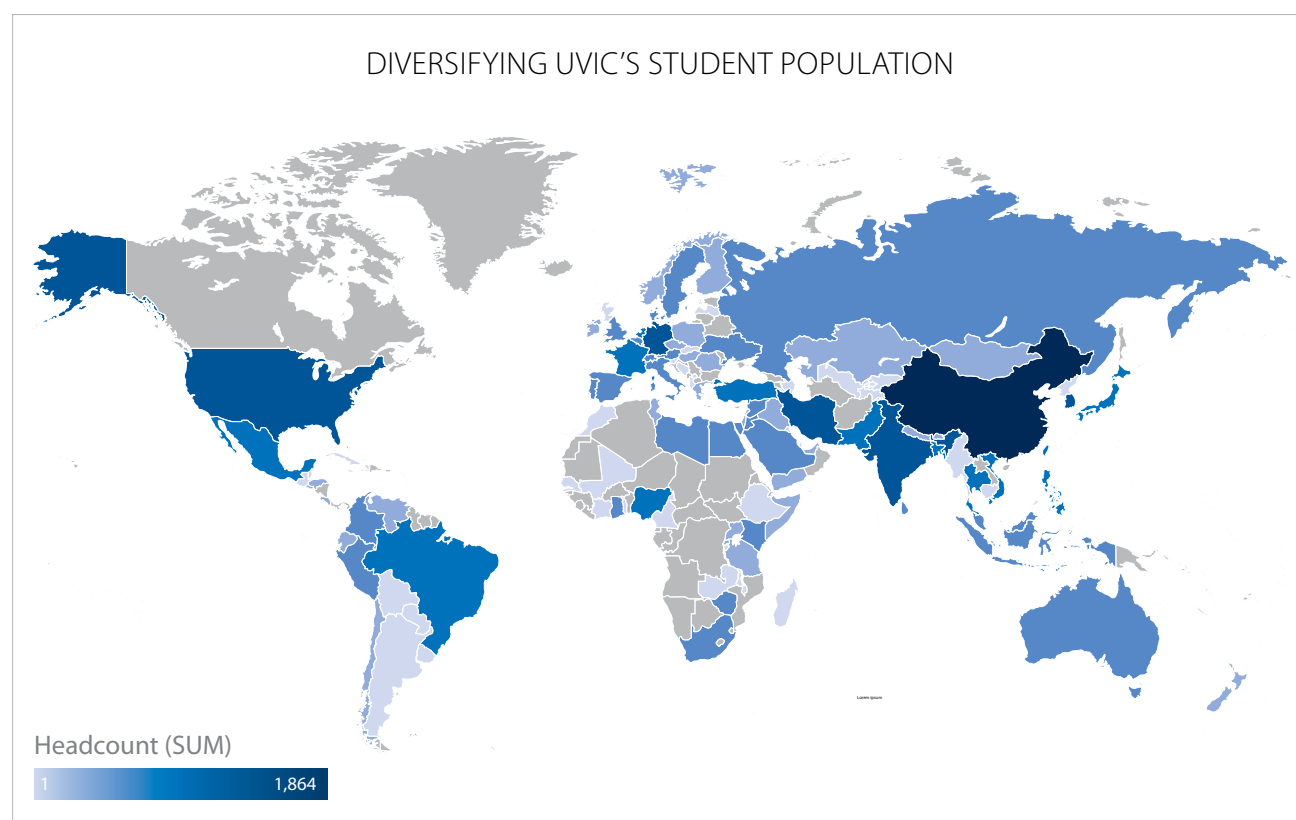 DIVERSIFYING UVIC'S STUDENT POPULATION
Lorem ipsum
Headcount (SUM)
1 1,864